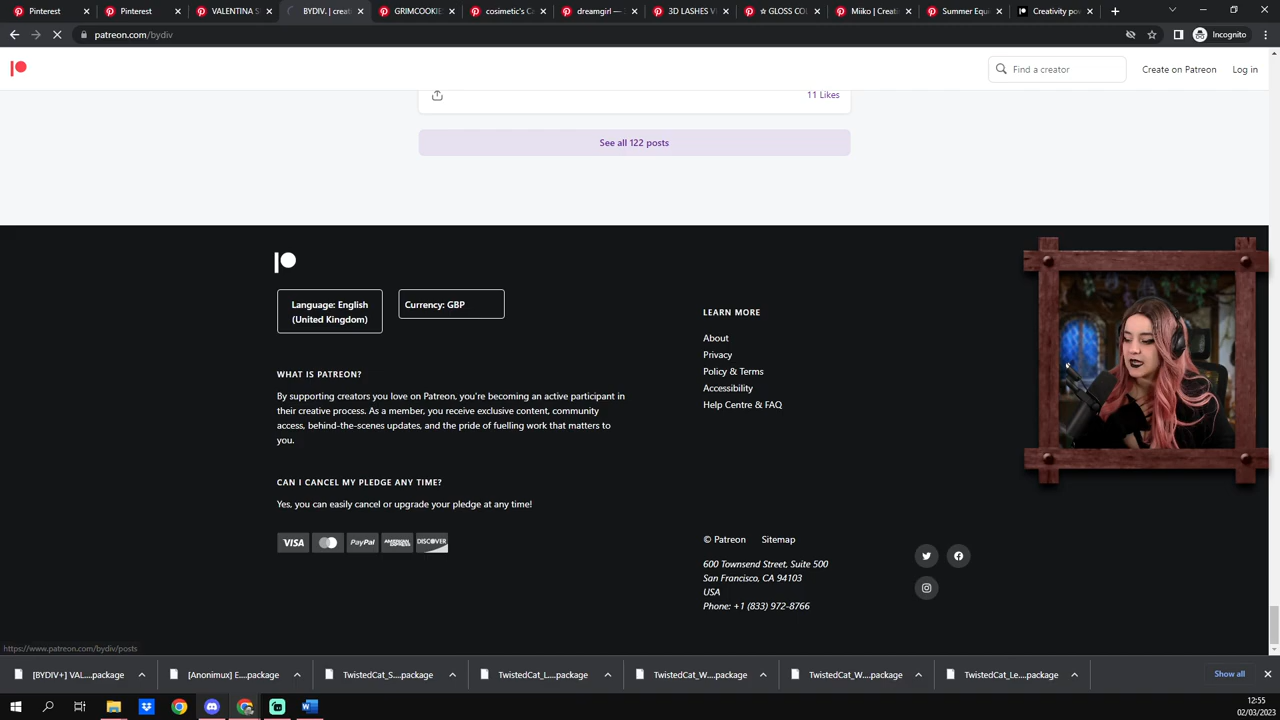 Pinterest
Pinterest
VALENTINA S
BYDIV. | creat
GRIMCOOKIE
cosimetic's C
dreamgirl —
3D LASHES V
☆ GLOSS COL
Miiko | Creati
Summer Equi
Creativity pow
patreon.com/bydiv
Incognito
Find a creator
Create on Patreon
Log in
11 Likes
See all 122 posts
Language: English
(United Kingdom)
Currency: GBP
LEARN MORE
About
Privacy
Policy & Terms
Accessibility
Help Centre & FAQ
WHAT IS PATREON?
By supporting creators you love on Patreon, you're becoming an active participant in
their creative process. As a member, you receive exclusive content, community
access, behind-the-scenes updates, and the pride of fuelling work that matters to
you.
CAN I CANCEL MY PLEDGE ANY TIME?
Yes, you can easily cancel or upgrade your pledge at any time!
VISA
PayPal
AMERICAN EXPRESS
DISCOVER
© Patreon Sitemap
600 Townsend Street, Suite 500
San Francisco, CA 94103
USA
Phone: +1 (833) 972-8766
https://www.patreon.com/bydiv/posts
[BYDIV+] VAL....package
[Anonimux] E....package
TwistedCat_S....package
TwistedCat_L....package
TwistedCat_W....package
TwistedCat_W....package
TwistedCat_Le....package
Show all
12:55
02/03/2023